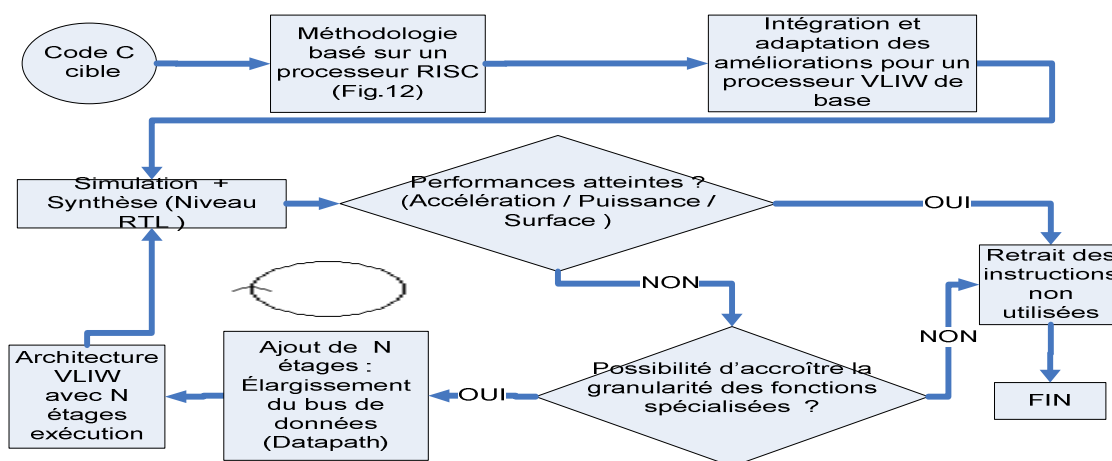 Code C
cible
Méthodologie
basé sur un
processeur RISC
(Fig.12)
Intégration et
adaptation des
améliorations pour un
processeur VLIW de
base
Simulation +
Synthèse (Niveau
RTL )
Performances atteintes ?
(Accélération / Puissance /
Surface )
OUI
NON
Retrait des
instructions
non
utilisées
NON
Possibilité d'accroître la
granularité des fonctions
spécialisées ?
OUI
Ajout de N
étages :
Élargissement
du bus de
données
(Datapath)
Architecture
VLIW
avec N
étages
exécution
FIN